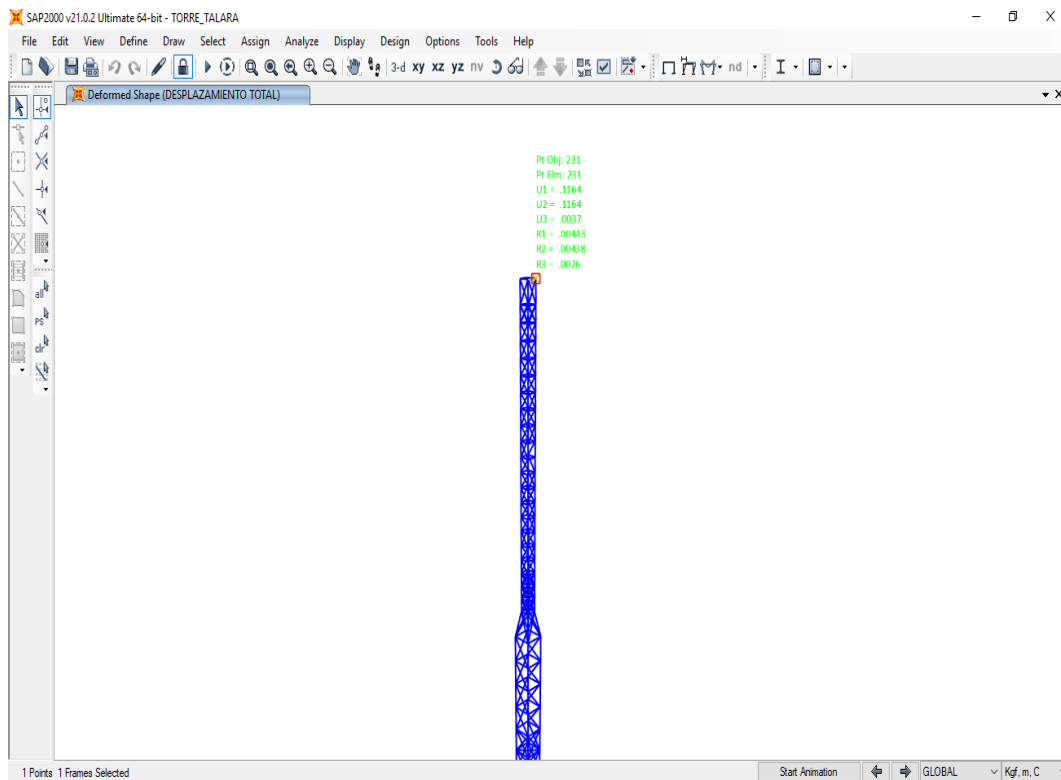 SAP2000 v21.0.2 Ultimate 64-bit - TORRE_TALARA
File Edit View Define Draw Select Assign Analyze Display Design Options Tools Help
3-d xy xz yz nv nd
Deformed Shape (DESPLAZAMIENTO TOTAL)
Pt Obj: 231
Pt Elm: 231
U1 = .1164
U2 = .1164
U3 = .0037
R1 = .00443
R2 = .00438
R3 = .0026
all
PS
clr
1 Points 1 Frames Selected Start Animation GLOBAL Kgf, m, C